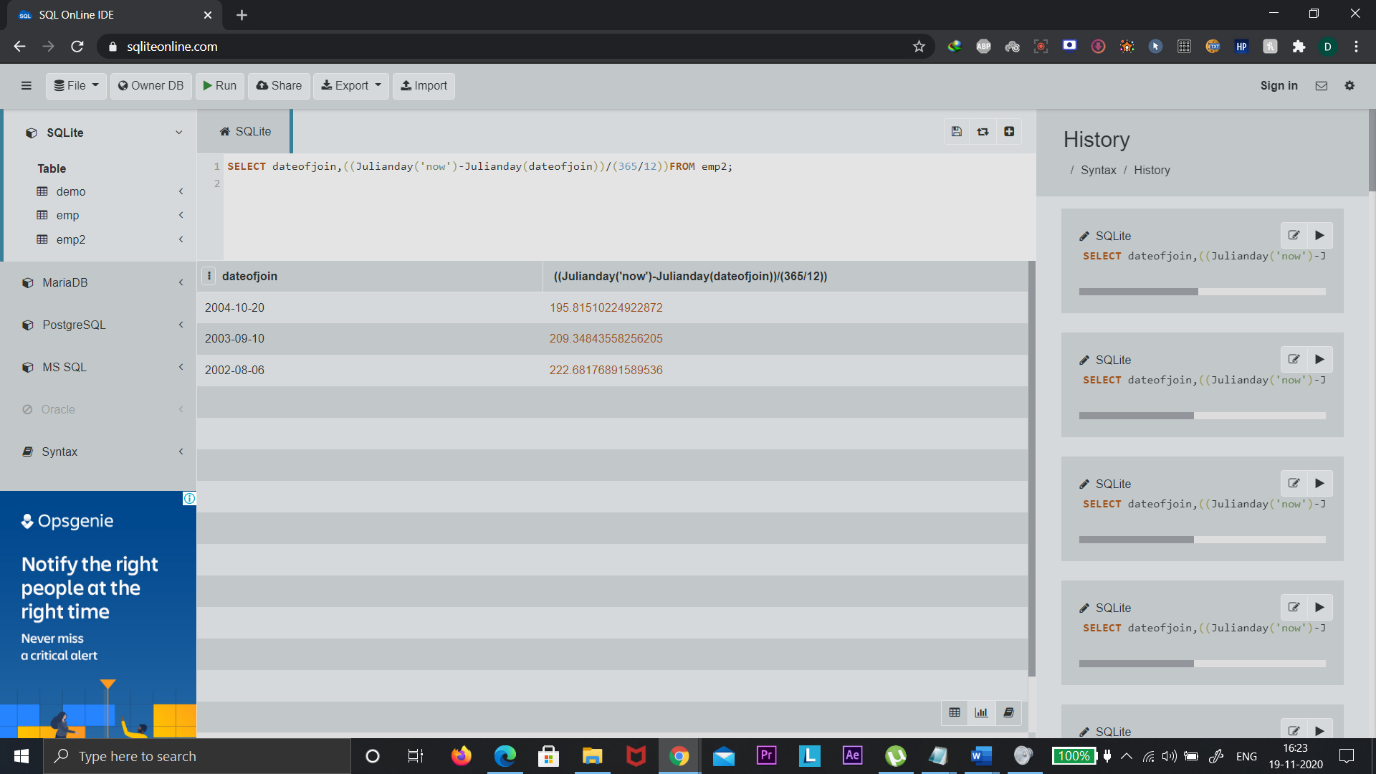 SQL OnLine IDE
sqliteonline.com
ABP
HP
D
File
Owner DB
Run
Share
Export
Import
Sign in
SQLite
Table
demo
emp
emp2
MariaDB
PostgreSQL
MS SQL
Oracle
Syntax
Opsgenie
Notify the right
people at the
right time
Never miss
a critical alert
SQLite
1 SELECT dateofjoin,((Julianday('now')-Julianday(dateofjoin))/(365/12))FROM emp2;
2
dateofjoin ((Julianday('now')-Julianday(dateofjoin))/(365/12))
2004-10-20 195.81510224922872
2003-09-10 209.34843558256205
2002-08-06 222.68176891589536
History
/ Syntax / History
SQLite
SELECT dateofjoin,((Julianday('now')-J
SQLite
SELECT dateofjoin,((Julianday('now')-J
SQLite
SELECT dateofjoin,((Julianday('now')-J
SQLite
SELECT dateofjoin,((Julianday('now')-J
SQLite
Type here to search
Pr
L
Ae
W
100%
ENG
16:23
19-11-2020